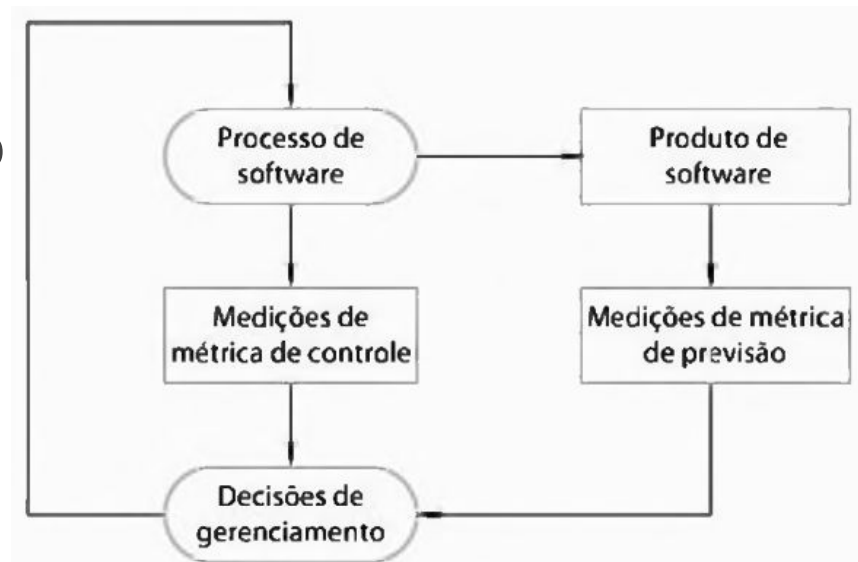 Processo de
software
Produto de
software
Medições de
métrica de controle
Medições de métrica
de previsão
Decisões de
gerenciamento